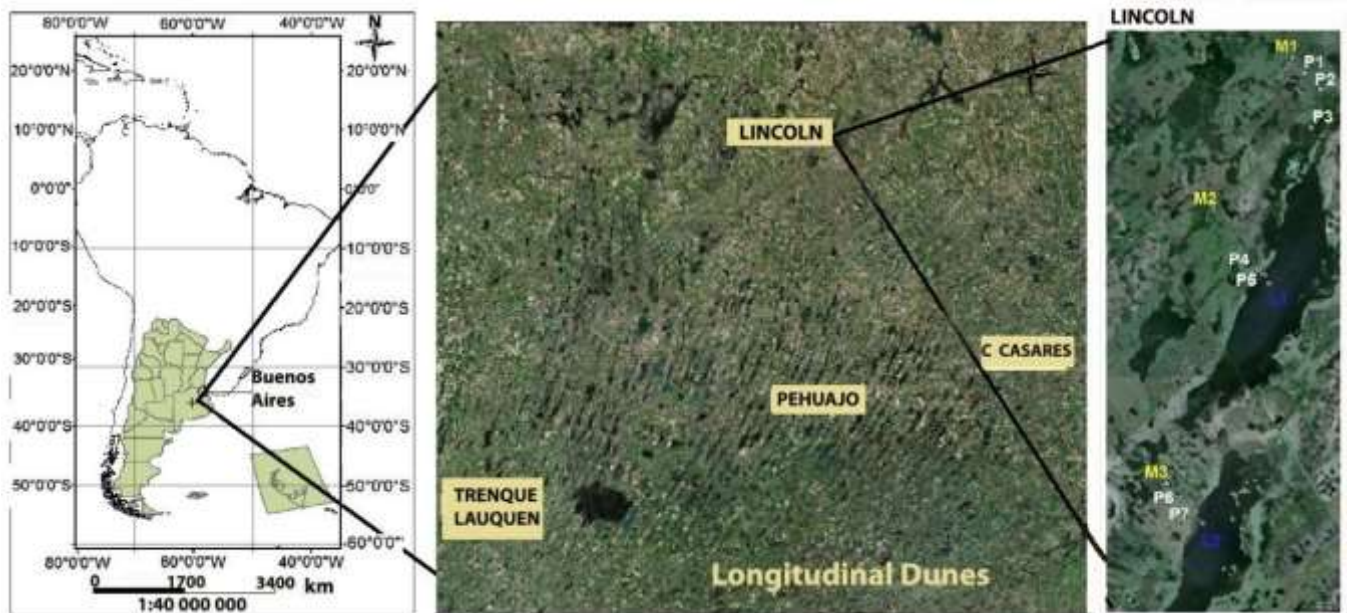 80°0'0"W 60°0'0"W 40°0'0"W N
20°0'0"N 20°0'0"N
10°0'0"N 10°0'0"N
0°0'0"S 0°0'0"S
10°0'0"S 10°0'0"S
20°0'0"S 20°0'0"S
30°0'0"S 30°0'0"S
40°0'0"S 40°0'0"S
50°0'0"S 50°0'0"S
60°0'0"S
80°0'0"W 60°0'0"W 40°0'0"W
Buenos
Aires
0 1700 3400 km
1:40 000 000
LINCOLN
C CASARES
PEHUAJO
TRENQUE
LAUQUEN
Longitudinal Dunes
LINCOLN
M1
P1
P2
P3
M2
P4
P5
M3
P6
P7